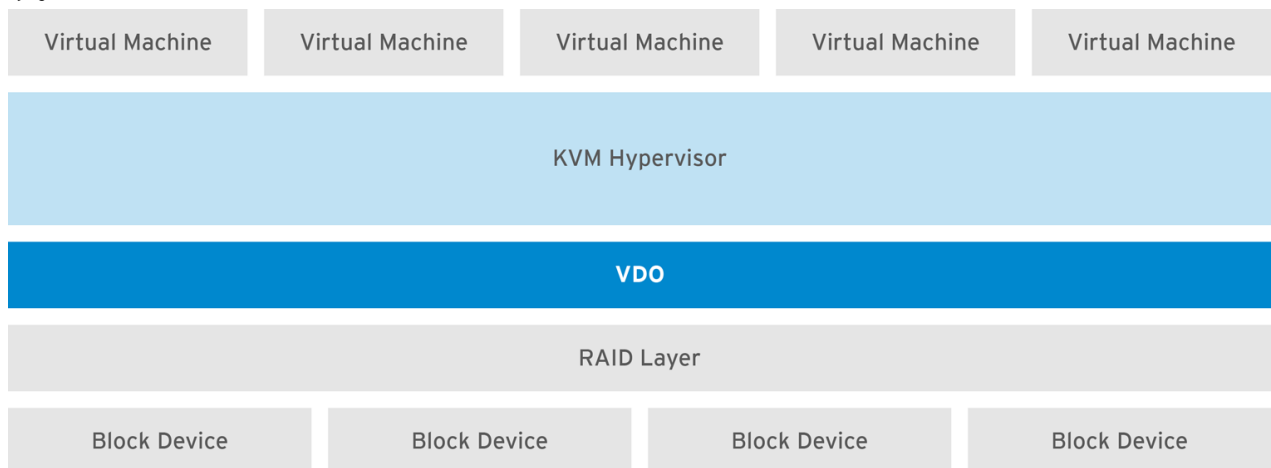 Virtual Machine Virtual Machine Virtual Machine Virtual Machine Virtual Machine
KVM Hypervisor
VDO
RAID Layer
Block Device Block Device Block Device Block Device